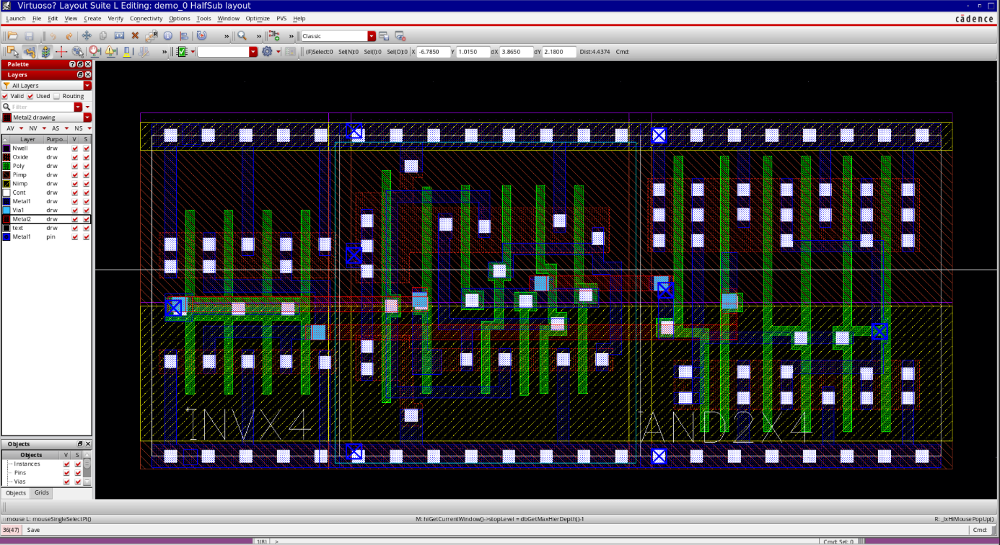 Virtuoso? Layout Suite L Editing: demo_0 HalfSub layout
Launch File Edit View Create Verify Connectivity Options Tools Window Optimize PVS Help
cādence
» » » Classic
» (F)Select:0 Sel(N):0 Sel(I):0 Sel(O):0 X -6.7850 Y 1.0150 dX 3.8650 dY 2.1800 Dist:4.4374 Cmd:
Palette
Layers
All Layers
Valid Used Routing
Filter
Metal2 drawing
AV NV AS NS
Layer Purpo... V S
Nwell drw
Oxide drw
Poly drw
Pimp drw
Nimp drw
Cont drw
Metal1 drw
Via1 drw
Metal2 drw
text drw
Metal1 pin
INVX4
AND2X4
Objects
Objects V S
Instances
Pins
Vias
Objects Grids
mouse L: mouseSingleSelectPt()
M: hiGetCurrentWindow()->stopLevel = dbGetMaxHierDepth()-1
R: _lxHiMousePopUp()
36(47) Save
Cmd:
1(8) >
Cmd: Sel: 0